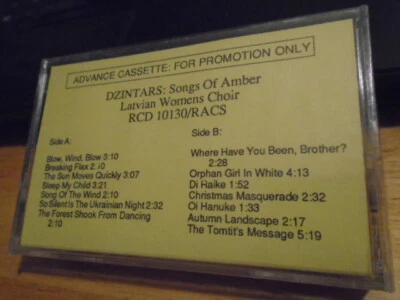 ADVANCE CASSETTE: FOR PROMOTION ONLY
DZINTARS: Songs Of Amber
Latvian Womens Choir
RCD 10130/RACS
Side A:
Blow, Wind, Blow 3:10
Breaking Flax 2:10
The Sun Moves Quickly 3:07
Sleep My Child 3:21
Song Of The Wind 2:10
So Silent Is The Ukrainian Night 2:32
The Forest Shook From Dancing
2:10
Side B:
Where Have You Been, Brother?
2:28
Orphan Girl In White 4:13
Di Raike 1:52
Christmas Masquerade 2:32
Oi Hanuke 1:33
Autumn Landscape 2:17
The Tomtit's Message 5:19